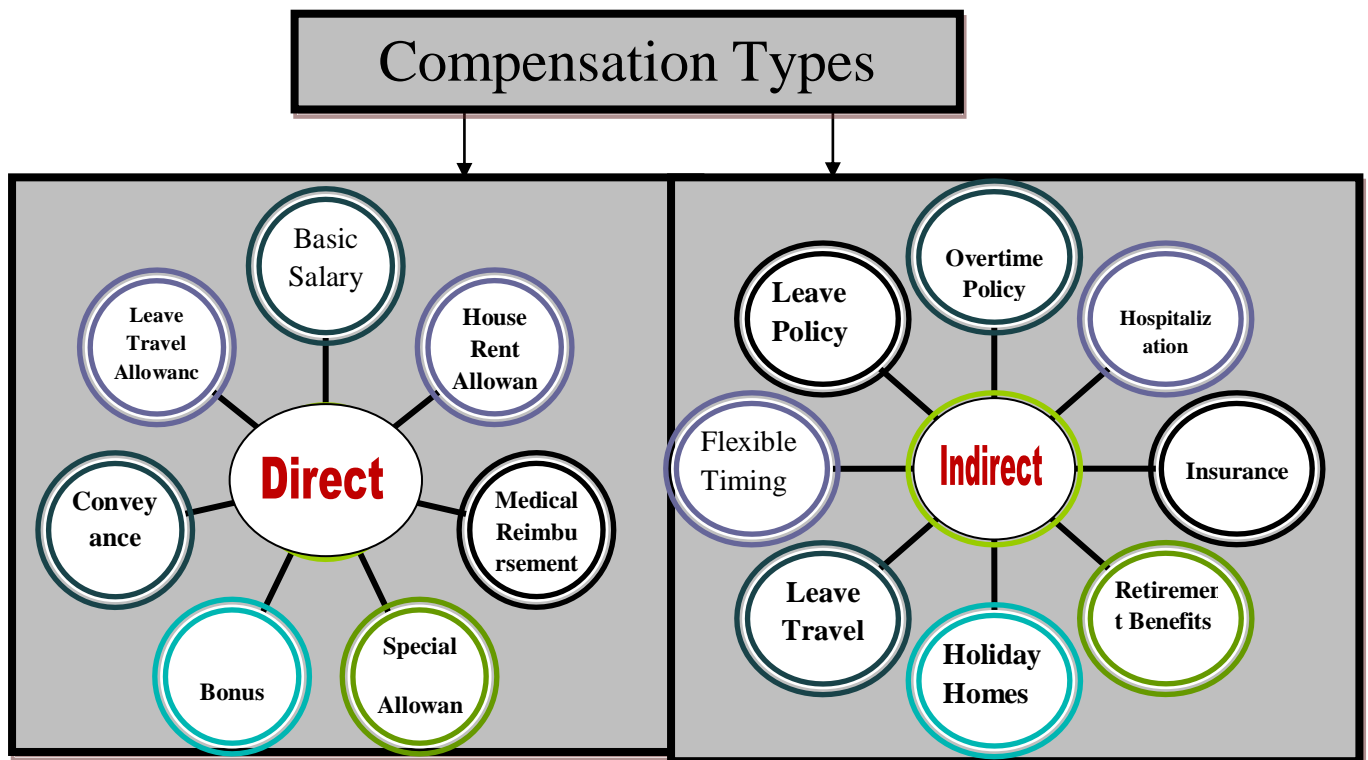 Compensation Types
Basic
Salary
House
Rent
Allowan
Medical
Reimbu
rsement
Special
Allowan
Bonus
Convey
ance
Leave
Travel
Allowanc
Direct
Overtime
Policy
Hospitaliz
ation
Insurance
Retiremen
t Benefits
Holiday
Homes
Leave
Travel
Flexible
Timing
Leave
Policy
Indirect